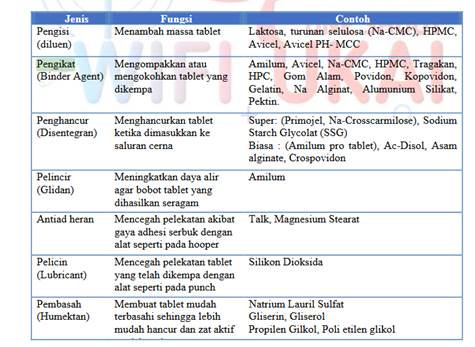 Jenis Fungsi Contoh
Pengisi (diluen) Menambah massa tablet Laktosa, turunan selulosa (Na-CMC), HPMC, Avicel, Avicel PH- MCC
Pengikat (Binder Agent) Mengompakkan atau mengokohkan tablet yang dikempa Amilum, Avicel, Na-CMC, HPMC, Tragakan, HPC, Gom Alam, Povidon, Kopovidon, Gelatin, Na Alginat, Alumunium Silikat, Pektin.
Penghancur (Disentegran) Menghancurkan tablet ketika dimasukkan ke saluran cerna Super: (Primojel, Na-Crosscarmilose), Sodium Starch Glycolat (SSG)
Biasa : (Amilum pro tablet), Ac-Disol, Asam alginate, Crospovidon
Pelincir (Glidan) Meningkatkan daya alir agar bobot tablet yang dihasilkan seragam Amilum
Antiad heran Mencegah pelekatan akibat gaya adhesi serbuk dengan alat seperti pada hooper Talk, Magnesium Stearat
Pelicin (Lubricant) Mencegah pelekatan tablet yang telah dikempa dengan alat seperti pada punch Silikon Dioksida
Pembasah (Humektan) Membuat tablet mudah terbasahi sehingga lebih mudah hancur dan zat aktif Natrium Lauril Sulfat
Gliserin, Gliserol
Propilen Gilkol, Poli etilen glikol
WIFI UKAI